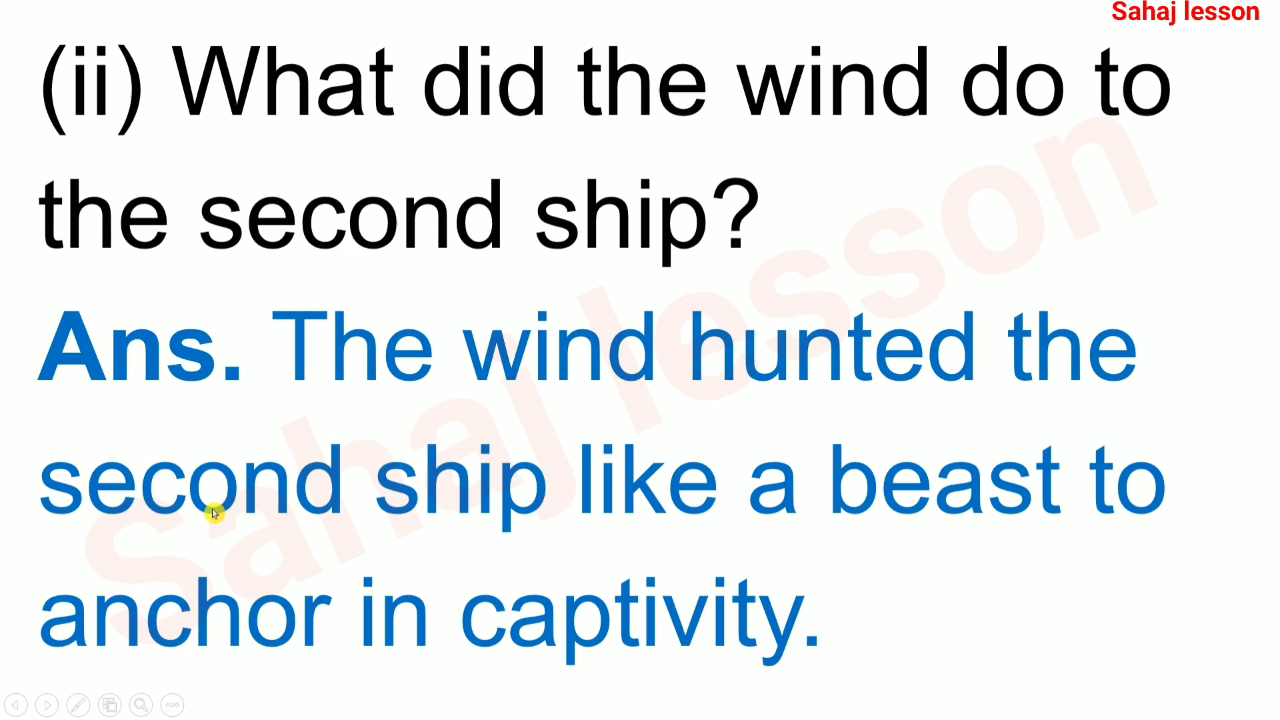 Sahaj lesson
(ii) What did the wind do to
the second ship?
Ans. The wind hunted the
second ship like a beast to
anchor in captivity.
Sahaj lesson